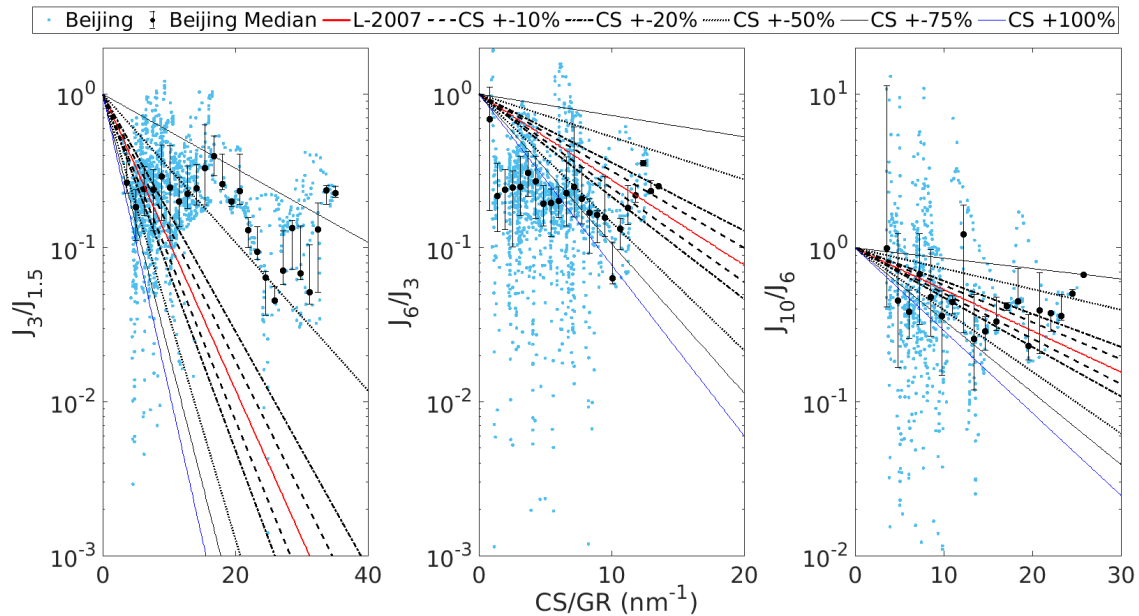 Beijing Beijing Median L-2007 CS +-10% CS +-20% CS +-50% CS +-75% CS +100%
J3/J1.5
10^0
10^-1
10^-2
10^-3
0 20 40
J6/J3
10^0
10^-1
10^-2
10^-3
0 10 20
J10/J6
10^1
10^0
10^-1
10^-2
0 10 20 30
CS/GR (nm^-1)